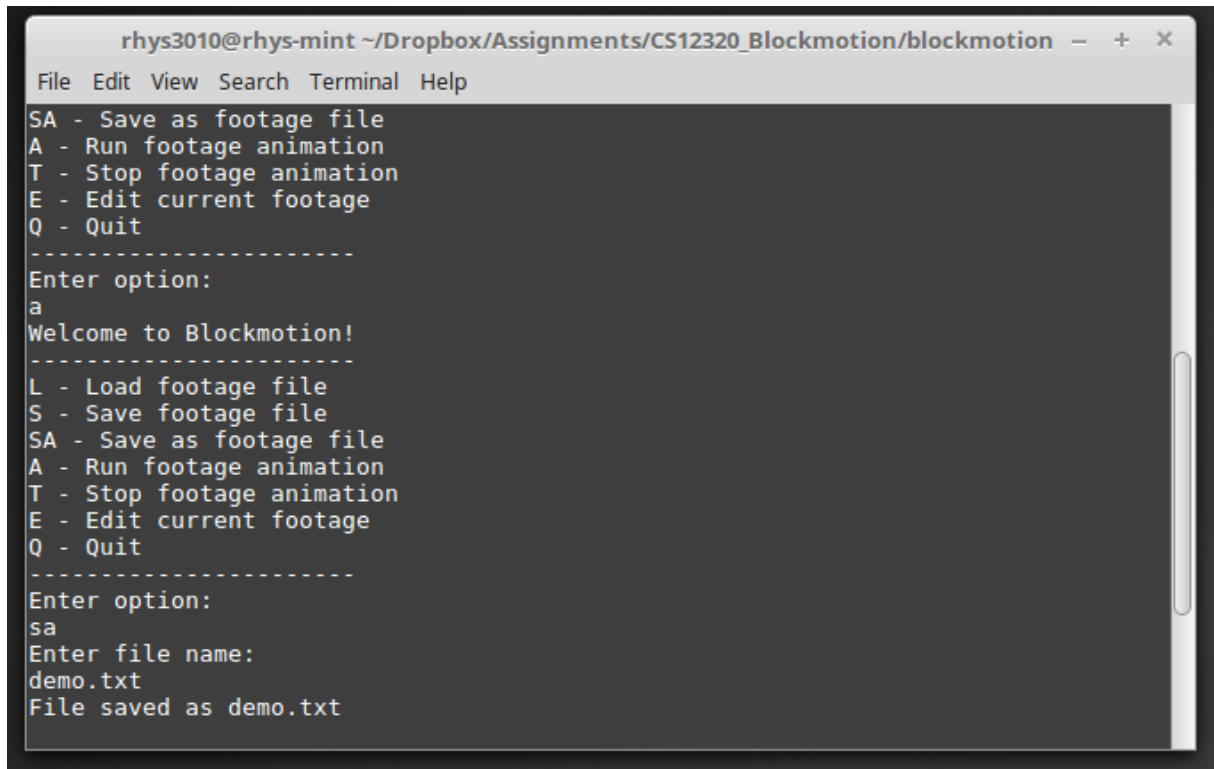 rhys3010@rhys-mint ~/Dropbox/Assignments/CS12320_Blockmotion/blockmotion
File Edit View Search Terminal Help
SA - Save as footage file
A - Run footage animation
T - Stop footage animation
E - Edit current footage
Q - Quit
-----------------------
Enter option:
a
Welcome to Blockmotion!
-----------------------
L - Load footage file
S - Save footage file
SA - Save as footage file
A - Run footage animation
T - Stop footage animation
E - Edit current footage
Q - Quit
-----------------------
Enter option:
sa
Enter file name:
demo.txt
File saved as demo.txt